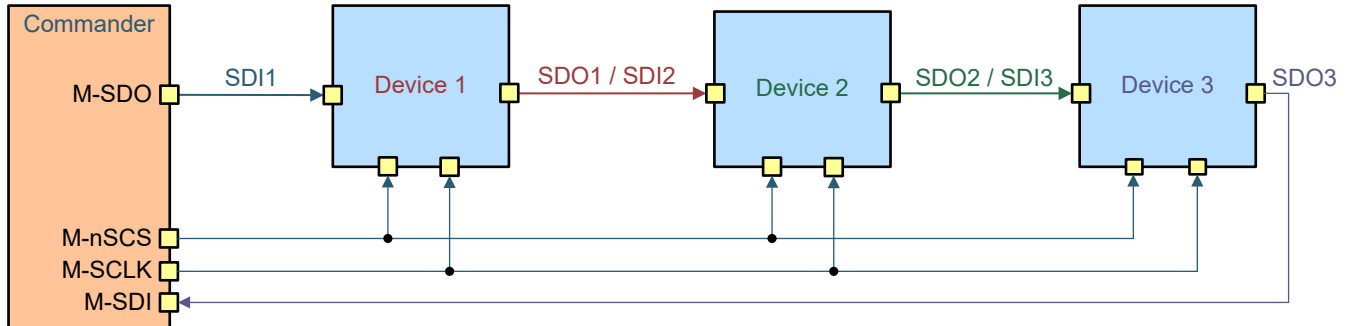 Commander
M-SDO
SDI1
Device 1
SDO1 / SDI2
Device 2
SDO2 / SDI3
Device 3
SDO3
M-nSCS
M-SCLK
M-SDI